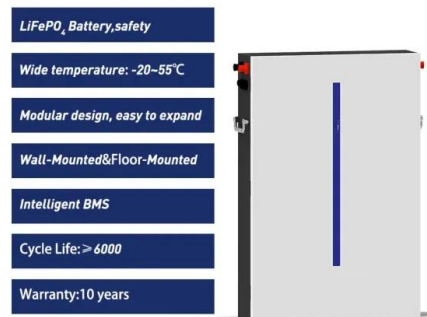 LiFePO₄ Battery,safety
Wide temperature: -20~55℃
Modular design, easy to expand
Wall-Mounted&Floor-Mounted
Intelligent BMS
Cycle Life:≥6000
Warranty:10 years